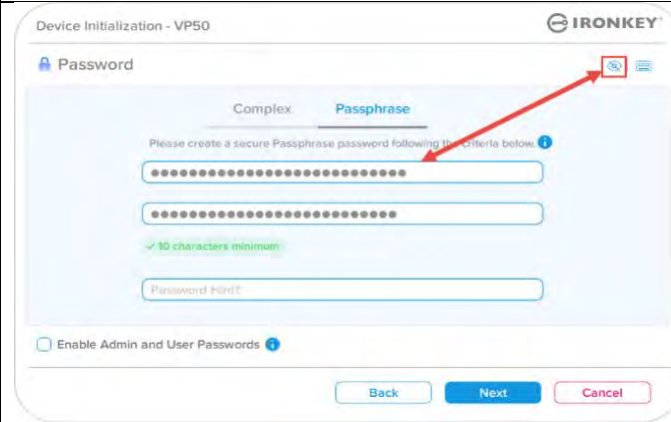 Device Initialization - VP50
IRONKEY
Password
Complex Passphrase
Please create a secure Passphrase password following the criteria below.
●●●●●●●●●●●●●●●●●●●●●●●●●●●
●●●●●●●●●●●●●●●●●●●●●●●●●●
✓ 10 characters minimum
Password Hint?
Enable Admin and User Passwords
Back Next Cancel